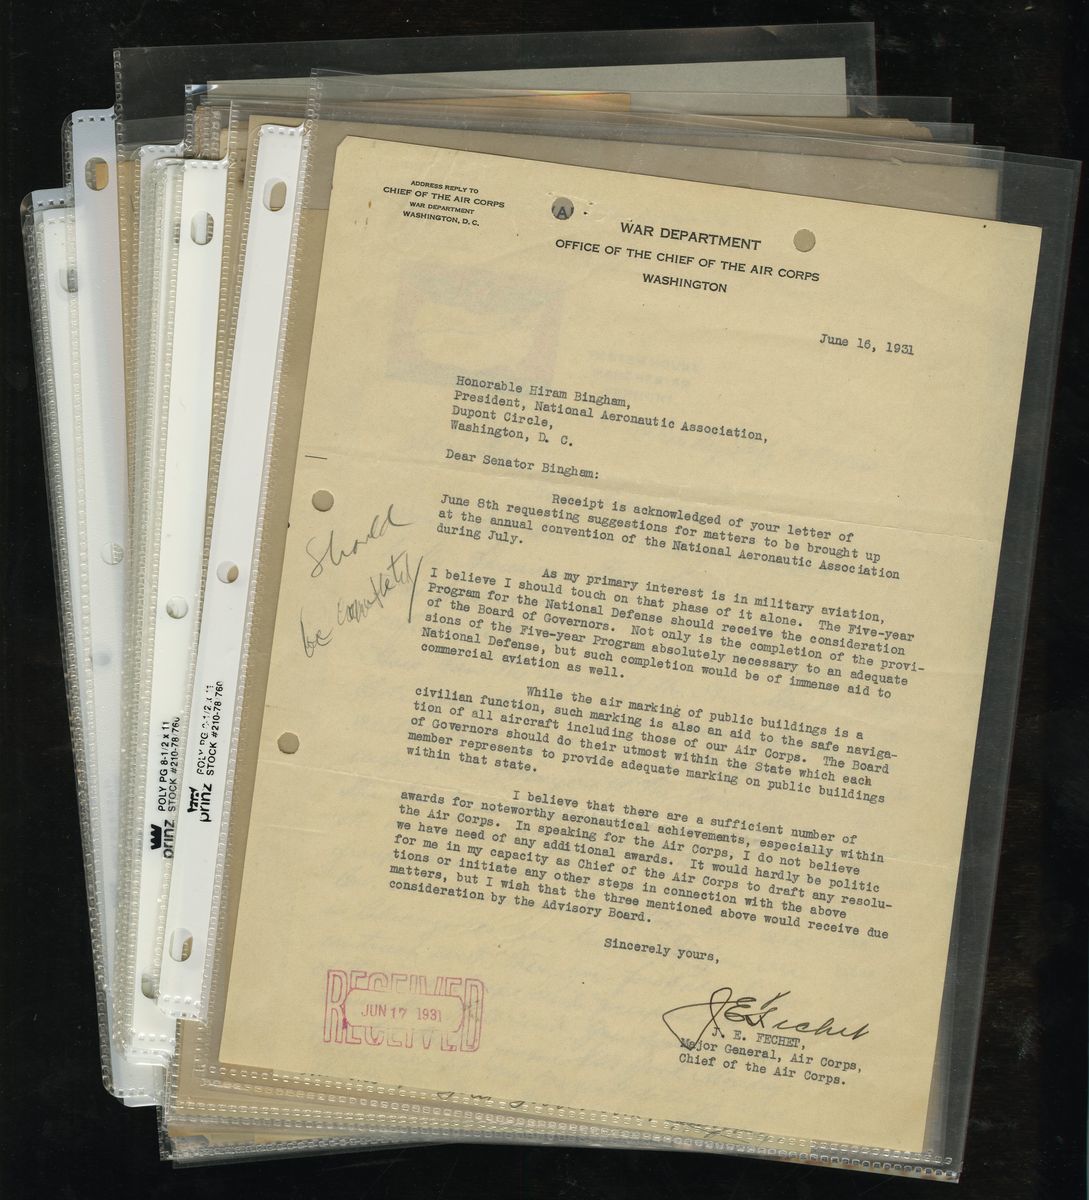 ADDRESS REPLY TO
CHIEF OF THE AIR CORPS
WAR DEPARTMENT
WASHINGTON, D.C.
A
WAR DEPARTMENT
OFFICE OF THE CHIEF OF THE AIR CORPS
WASHINGTON
June 16, 1931
Honorable Hiram Bingham,
President, National Aeronautic Association,
Dupont Circle,
Washington, D. C.
Dear Senator Bingham:
Receipt is acknowledged of your letter of
June 8th requesting suggestions for matters to be brought up
at the annual convention of the National Aeronautic Association
during July.
As my primary interest is in military aviation,
I believe I should touch on that phase of it alone. The Five-year
Program for the National Defense should receive the consideration
of the Board of Governors. Not only is the completion of the provi-
sions of the Five-year Program absolutely necessary to an adequate
National Defense, but such completion would be of immense aid to
commercial aviation as well.
Should
be completed
While the air marking of public buildings is a
civilian function, such marking is also an aid to the safe naviga-
tion of all aircraft including those of our Air Corps. The Board
of Governors should do their utmost within the State which each
member represents to provide adequate marking on public buildings
within that state.
I believe that there are a sufficient number of
awards for noteworthy aeronautical achievements, especially within
the Air Corps. In speaking for the Air Corps, I do not believe
we have need of any additional awards. It would hardly be politic
for me in my capacity as Chief of the Air Corps to draft any resolu-
tions or initiate any other steps in connection with the above
matters, but I wish that the three mentioned above would receive due
consideration by the Advisory Board.
Sincerely yours,
J E Fechet
J. E. FECHET,
Major General, Air Corps,
Chief of the Air Corps.
RECEIVED
JUN 17 1931
RECEIVED
prinz POLY PG 8-1/2 x 11
STOCK #210-78-760
prinz POLY PG 8-1/2 x 11
STOCK #210-78-760